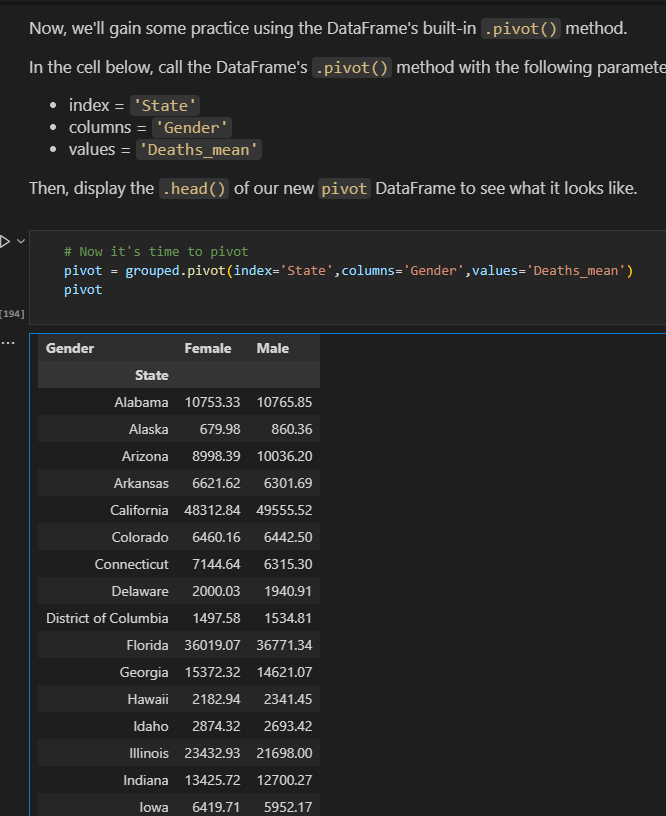 Now, we'll gain some practice using the DataFrame's built-in .pivot() method.
In the cell below, call the DataFrame's .pivot() method with the following paramete
• index = 'State'
• columns = 'Gender'
• values = 'Deaths_mean'
Then, display the .head() of our new pivot DataFrame to see what it looks like.
# Now it's time to pivot
pivot = grouped.pivot(index='State',columns='Gender',values='Deaths_mean')
pivot
[194]
...
Gender Female Male
State
Alabama 10753.33 10765.85
Alaska 679.98 860.36
Arizona 8998.39 10036.20
Arkansas 6621.62 6301.69
California 48312.84 49555.52
Colorado 6460.16 6442.50
Connecticut 7144.64 6315.30
Delaware 2000.03 1940.91
District of Columbia 1497.58 1534.81
Florida 36019.07 36771.34
Georgia 15372.32 14621.07
Hawaii 2182.94 2341.45
Idaho 2874.32 2693.42
Illinois 23432.93 21698.00
Indiana 13425.72 12700.27
Iowa 6419.71 5952.17